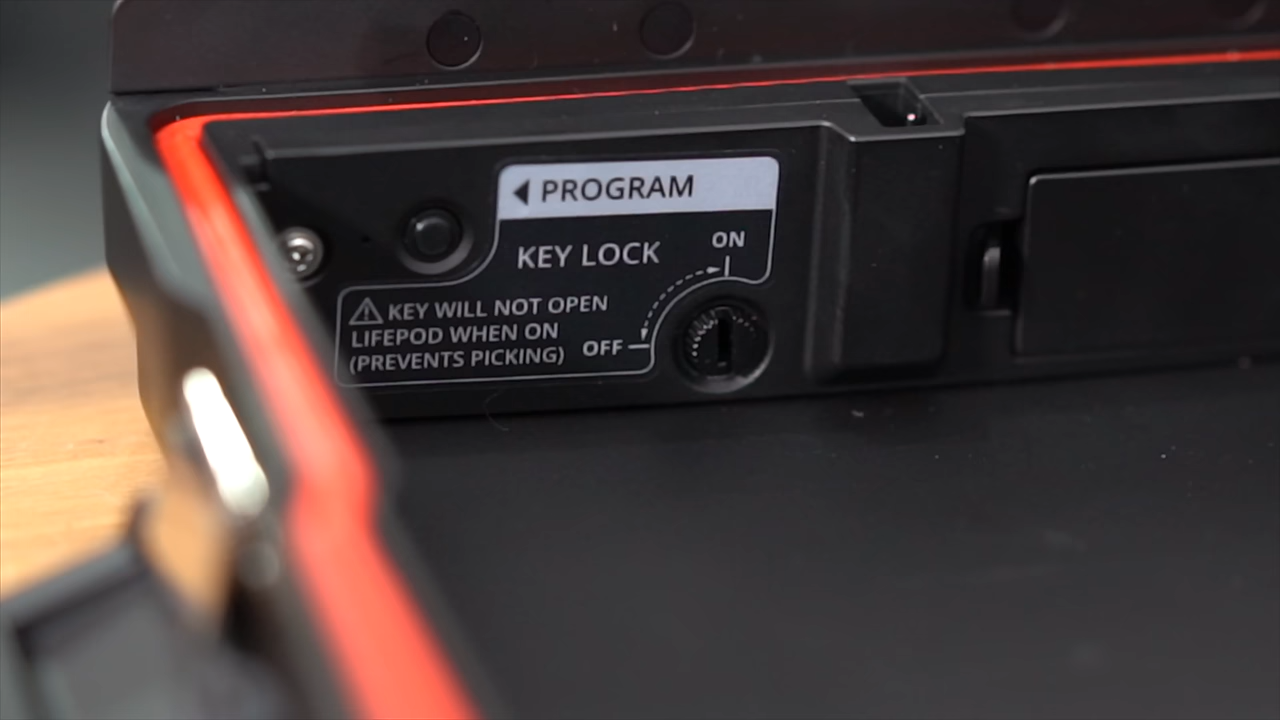 PROGRAM
KEY LOCK
ON
KEY WILL NOT OPEN
LIFEPOD WHEN ON
(PREVENTS PICKING)
OFF